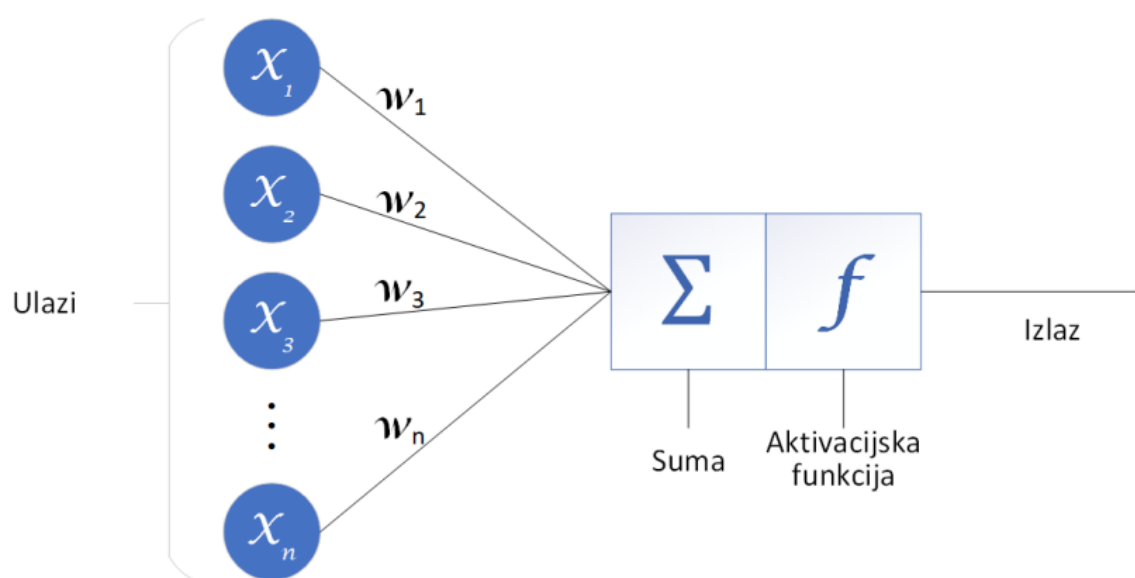 Ulazi
x₁
x₂
x₃
⋮
xₙ
w₁
w₂
w₃
wₙ
Σ
f
Suma
Aktivacijska
funkcija
Izlaz